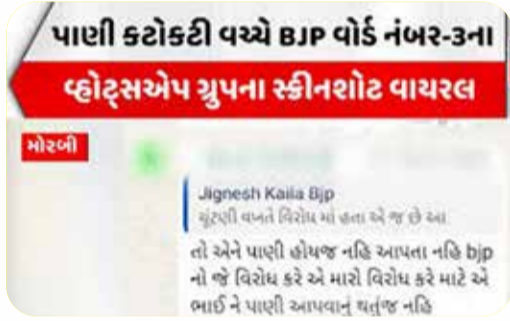 પાણી કટોકટી વચ્ચે BJP વોર્ડ નંબર-3ના
વ્હોટ્સએપ ગ્રુપના સ્ક્રીનશોટ વાયરલ
મોરબી
Jignesh Kaila Bjp
ચૂંટણી વખતે વિરોધ માં હતા એ જ છે આ
તો એને પાણી હોયજ નહિ આપતા નહિ bjp
નો જે વિરોધ કરે એ મારો વિરોધ કરે માટે એ
ભાઈ ને પાણી આપવાનું થતુંજ નહિ